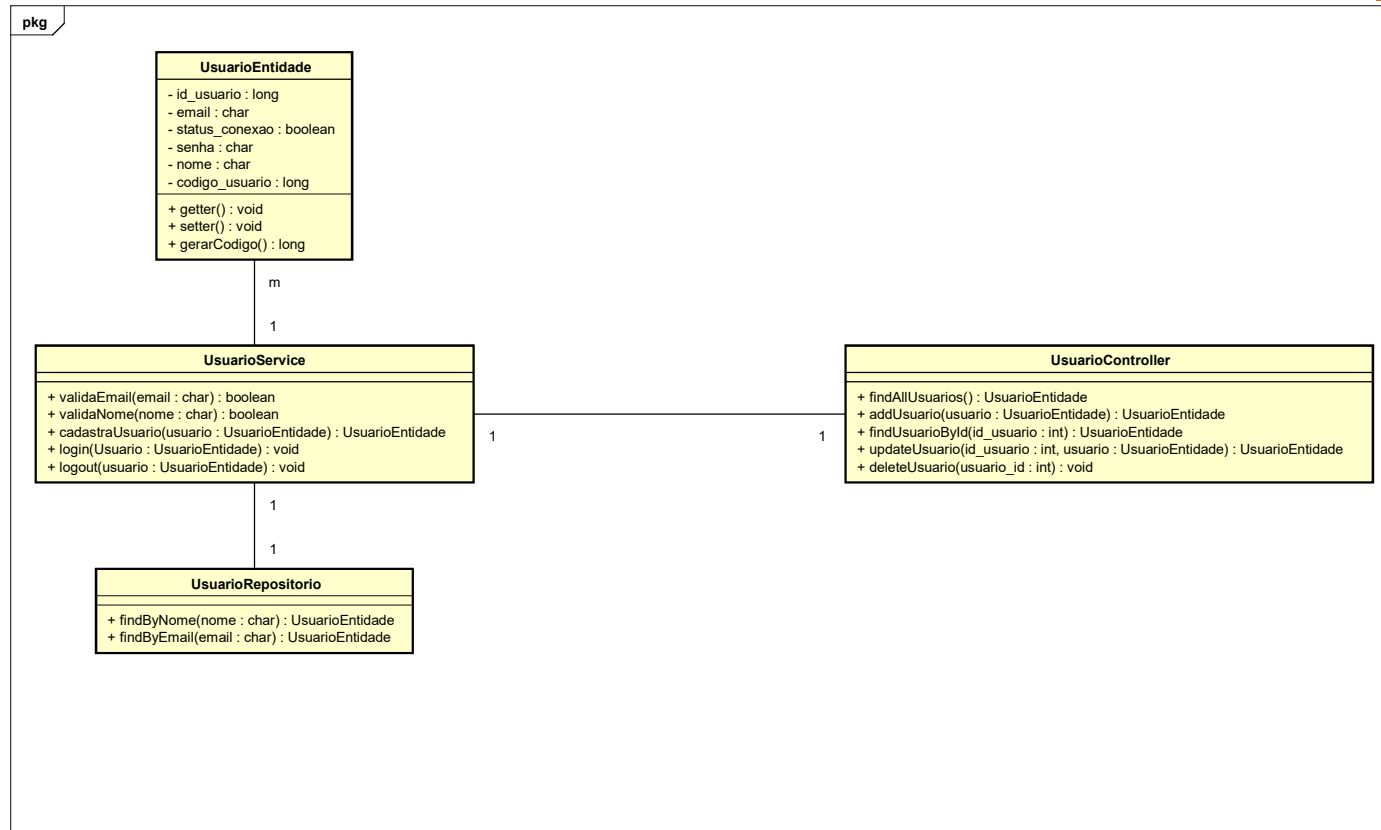 pkg
UsuarioEntidade
- id_usuario : long
- email : char
- status_conexao : boolean
- senha : char
- nome : char
- codigo_usuario : long
+ getter() : void
+ setter() : void
+ gerarCodigo() : long
m
1
UsuarioService
+ validaEmail(email : char) : boolean
+ validaNome(nome : char) : boolean
+ cadastraUsuario(usuario : UsuarioEntidade) : UsuarioEntidade
+ login(Usuario : UsuarioEntidade) : void
+ logout(usuario : UsuarioEntidade) : void
1
1
UsuarioController
+ findAllUsuarios() : UsuarioEntidade
+ addUsuario(usuario : UsuarioEntidade) : UsuarioEntidade
+ findUsuarioById(id_usuario : int) : UsuarioEntidade
+ updateUsuario(id_usuario : int, usuario : UsuarioEntidade) : UsuarioEntidade
+ deleteUsuario(usuario_id : int) : void
1
1
UsuarioRepositorio
+ findByNome(nome : char) : UsuarioEntidade
+ findByEmail(email : char) : UsuarioEntidade